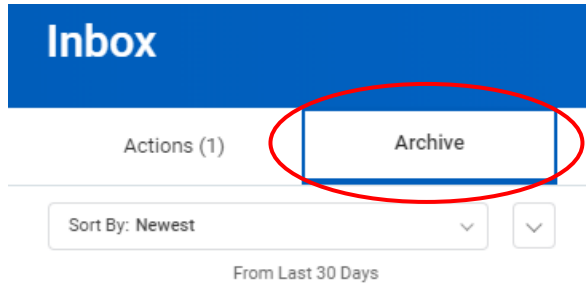 Inbox
Actions (1) Archive
Sort By: Newest
From Last 30 Days